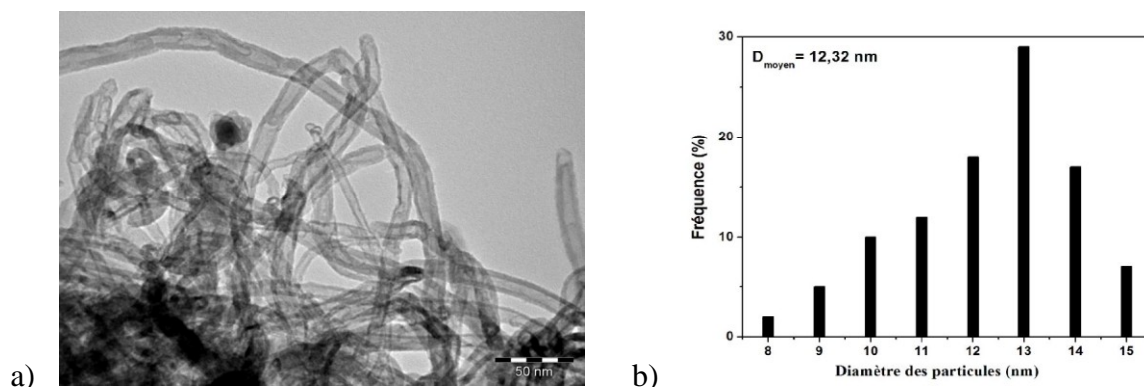 50 nm
a)
D moyen = 12,32 nm
Fréquence (%)
30
20
10
0
8 9 10 11 12 13 14 15
Diamètre des particules (nm)
b)